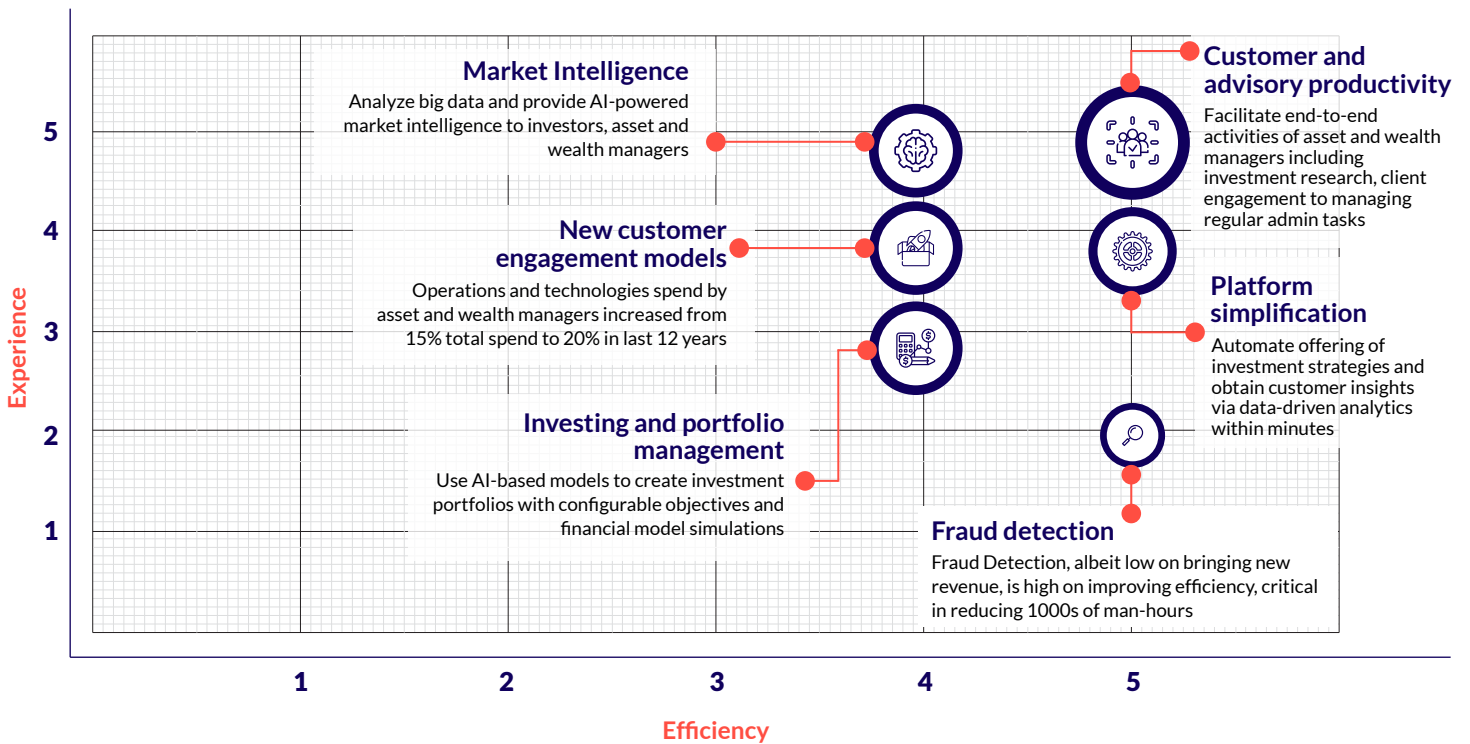 Market Intelligence
Analyze big data and provide AI-powered
market intelligence to investors, asset and
wealth managers
Customer and
advisory productivity
Facilitate end-to-end
activities of asset and wealth
managers including
investment research, client
engagement to managing
regular admin tasks
New customer
engagement models
Operations and technologies spend by
asset and wealth managers increased from
15% total spend to 20% in last 12 years
Platform
simplification
Automate offering of
investment strategies and
obtain customer insights
via data-driven analytics
within minutes
Investing and portfolio
management
Use AI-based models to create investment
portfolios with configurable objectives and
financial model simulations
Fraud detection
Fraud Detection, albeit low on bringing new
revenue, is high on improving efficiency, critical
in reducing 1000s of man-hours
5
4
3
2
1
Experience
1
2
3
4
5
Efficiency
$
$